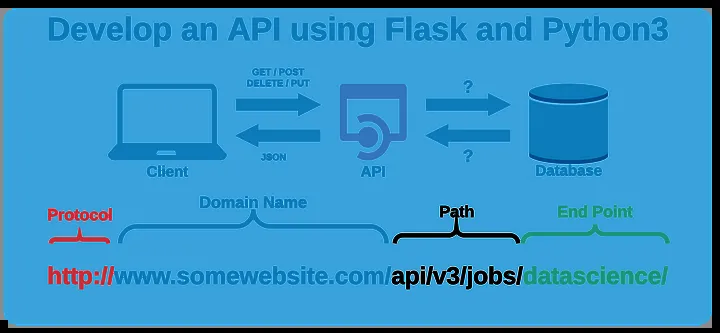 Develop an API using Flask and Python3
GET / POST
DELETE / PUT
?
JSON
?
Client
API
Database
Protocol
Domain Name
Path
End Point
http://www.somewebsite.com/api/v3/jobs/datascience/